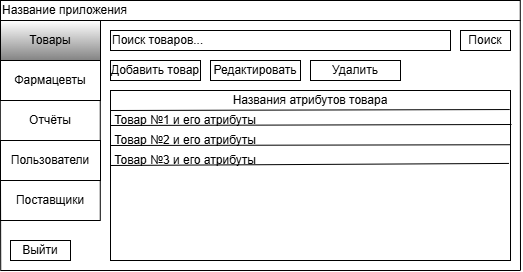 Название приложения
Товары
Поиск товаров...
Поиск
Фармацевты
Добавить товар
Редактировать
Удалить
Названия атрибутов товара
Отчёты
Товар №1 и его атрибуты
Товар №2 и его атрибуты
Пользователи
Товар №3 и его атрибуты
Поставщики
Выйти